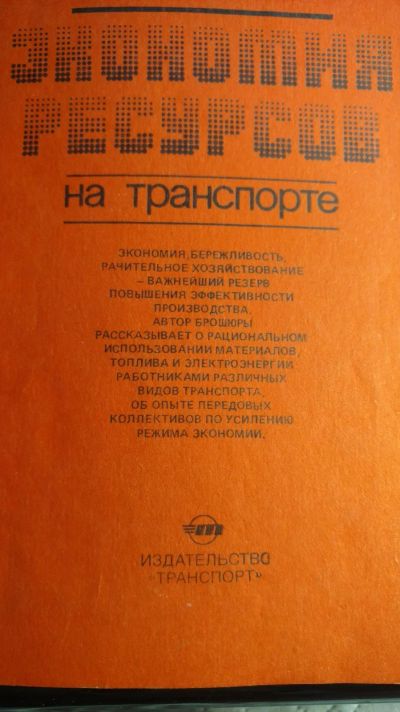 ЭКОНОМИЯ
РЕСУРСОВ
на транспорте
ЭКОНОМИЯ, БЕРЕЖЛИВОСТЬ,
РАЧИТЕЛЬНОЕ ХОЗЯЙСТВОВАНИЕ
– ВАЖНЕЙШИЙ РЕЗЕРВ
ПОВЫШЕНИЯ ЭФФЕКТИВНОСТИ
ПРОИЗВОДСТВА.
АВТОР БРОШЮРЫ
РАССКАЗЫВАЕТ О РАЦИОНАЛЬНОМ
ИСПОЛЬЗОВАНИИ МАТЕРИАЛОВ,
ТОПЛИВА И ЭЛЕКТРОЭНЕРГИИ
РАБОТНИКАМИ РАЗЛИЧНЫХ
ВИДОВ ТРАНСПОРТА,
ОБ ОПЫТЕ ПЕРЕДОВЫХ
КОЛЛЕКТИВОВ ПО УСИЛЕНИЮ
РЕЖИМА ЭКОНОМИИ.
ИЗДАТЕЛЬСТВО
«ТРАНСПОРТ»